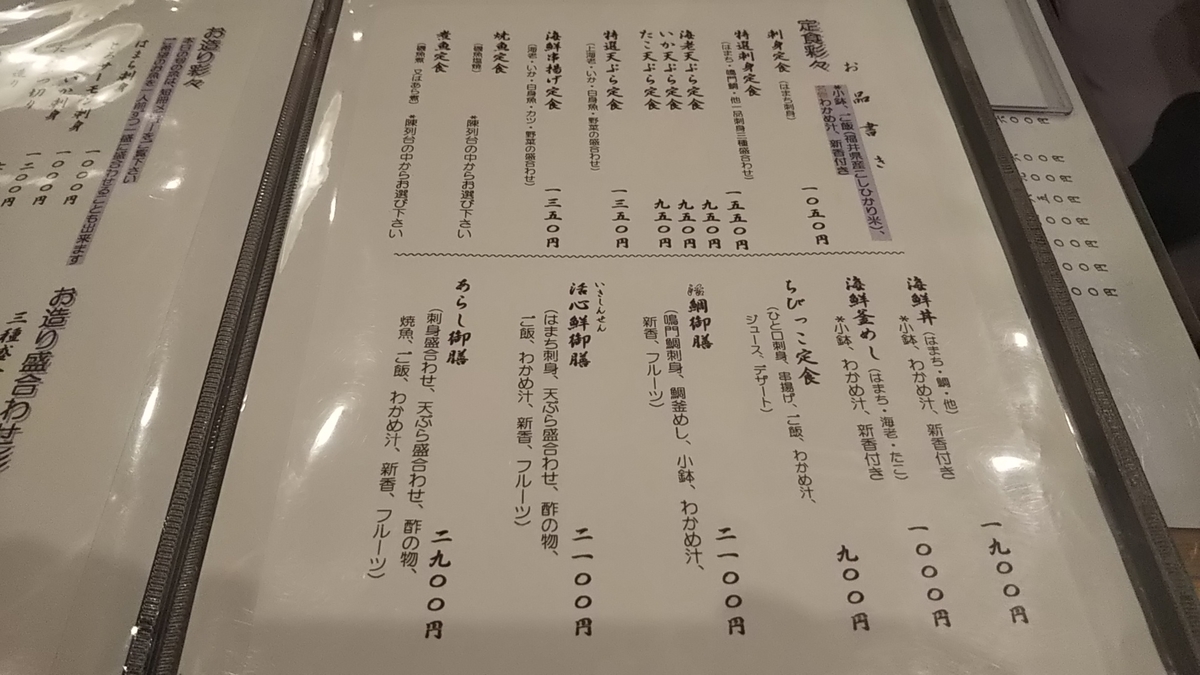 お品書き
定食彩々
*小鉢、ご飯(福井県産こしひかり米)、
わかめ汁、新香付き
刺身定食(はまち刺身)
一〇五〇円
特選刺身定食
(はまち・鳴門鯛・他一品刺身三種盛合わせ)
一五五〇円
海老天ぷら定食
九五〇円
いか天ぷら定食
九五〇円
たこ天ぷら定食
九五〇円
特選天ぷら定食
(上海老・いか・白身魚・野菜の盛合わせ)
一三五〇円
海鮮串揚げ定食
(海老・いか・白身魚・カツ・野菜の盛合わせ)
一三五〇円
焼魚定食
*陳列台の中からお選び下さい
煮魚定食
*陳列台の中からお選び下さい
海鮮丼(はまち・鯛・他)
*小鉢、わかめ汁、新香付き
一九〇〇円
海鮮釜めし(はまち・海老・たこ)
*小鉢、わかめ汁、新香付き
一〇〇〇円
ちびっこ定食
(ひと口刺身、串揚げ、ご飯、わかめ汁、
ジュース、デザート)
九〇〇円
鯛御膳
(鳴門鯛刺身、鯛釜めし、小鉢、わかめ汁、
新香、フルーツ)
二一〇〇円
いきしんせん
活心鮮御膳
(はまち刺身、天ぷら盛合わせ、酢の物、
ご飯、わかめ汁、新香、フルーツ)
二一〇〇円
あらし御膳
(刺身盛合わせ、天ぷら盛合わせ、酢の物、
焼魚、ご飯、わかめ汁、新香、フルーツ)
二九〇〇円
お造り彩々
はまち刺身
一〇〇〇円
サーモン刺身
一〇〇〇円
いか刺身
一二〇〇円
お造り盛合わせ彩
三種盛